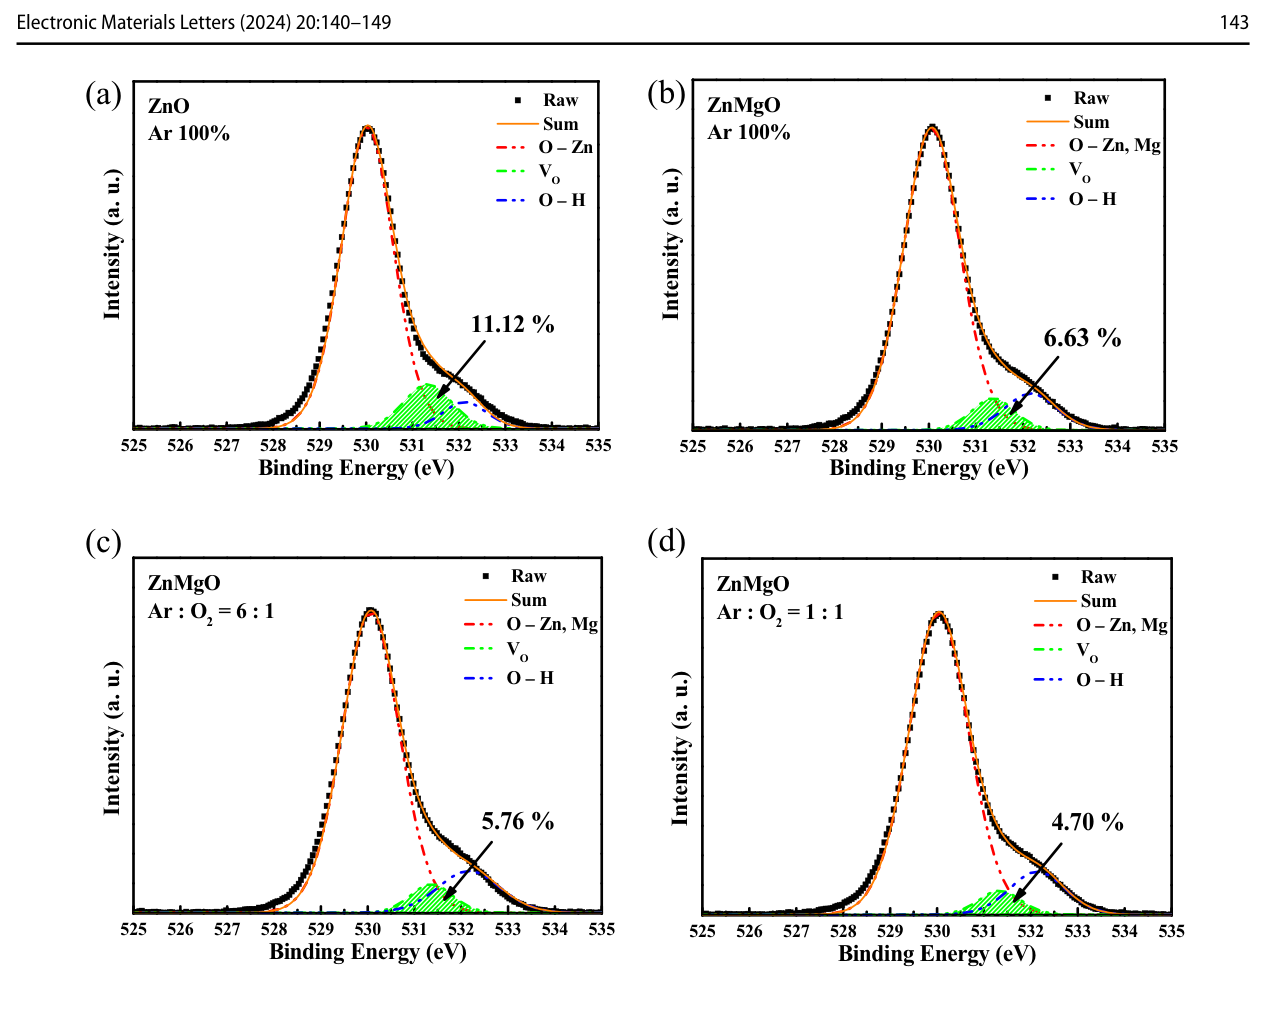 Electronic Materials Letters (2024) 20:140–149
143
(a)
ZnO
Ar 100%
Raw
Sum
O – Zn
V_O
O – H
11.12 %
Intensity (a. u.)
525 526 527 528 529 530 531 532 533 534 535
Binding Energy (eV)
(b)
ZnMgO
Ar 100%
Raw
Sum
O – Zn, Mg
V_O
O – H
6.63 %
Intensity (a. u.)
525 526 527 528 529 530 531 532 533 534 535
Binding Energy (eV)
(c)
ZnMgO
Ar : O₂ = 6 : 1
Raw
Sum
O – Zn, Mg
V_O
O – H
5.76 %
Intensity (a. u.)
525 526 527 528 529 530 531 532 533 534 535
Binding Energy (eV)
(d)
ZnMgO
Ar : O₂ = 1 : 1
Raw
Sum
O – Zn, Mg
V_O
O – H
4.70 %
Intensity (a. u.)
525 526 527 528 529 530 531 532 533 534 535
Binding Energy (eV)